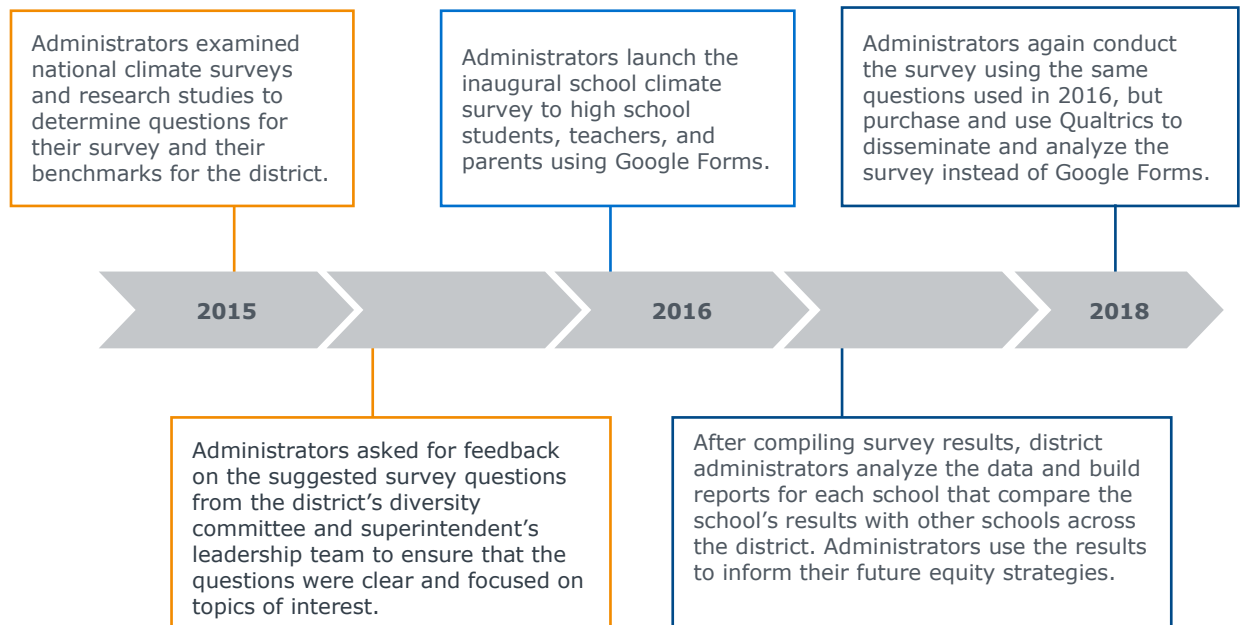 Administrators examined
national climate surveys
and research studies to
determine questions for
their survey and their
benchmarks for the district.
Administrators launch the
inaugural school climate
survey to high school
students, teachers, and
parents using Google Forms.
Administrators again conduct
the survey using the same
questions used in 2016, but
purchase and use Qualtrics to
disseminate and analyze the
survey instead of Google Forms.
2015
2016
2018
Administrators asked for feedback
on the suggested survey questions
from the district’s diversity
committee and superintendent’s
leadership team to ensure that the
questions were clear and focused on
topics of interest.
After compiling survey results, district
administrators analyze the data and build
reports for each school that compare the
school’s results with other schools across
the district. Administrators use the results
to inform their future equity strategies.